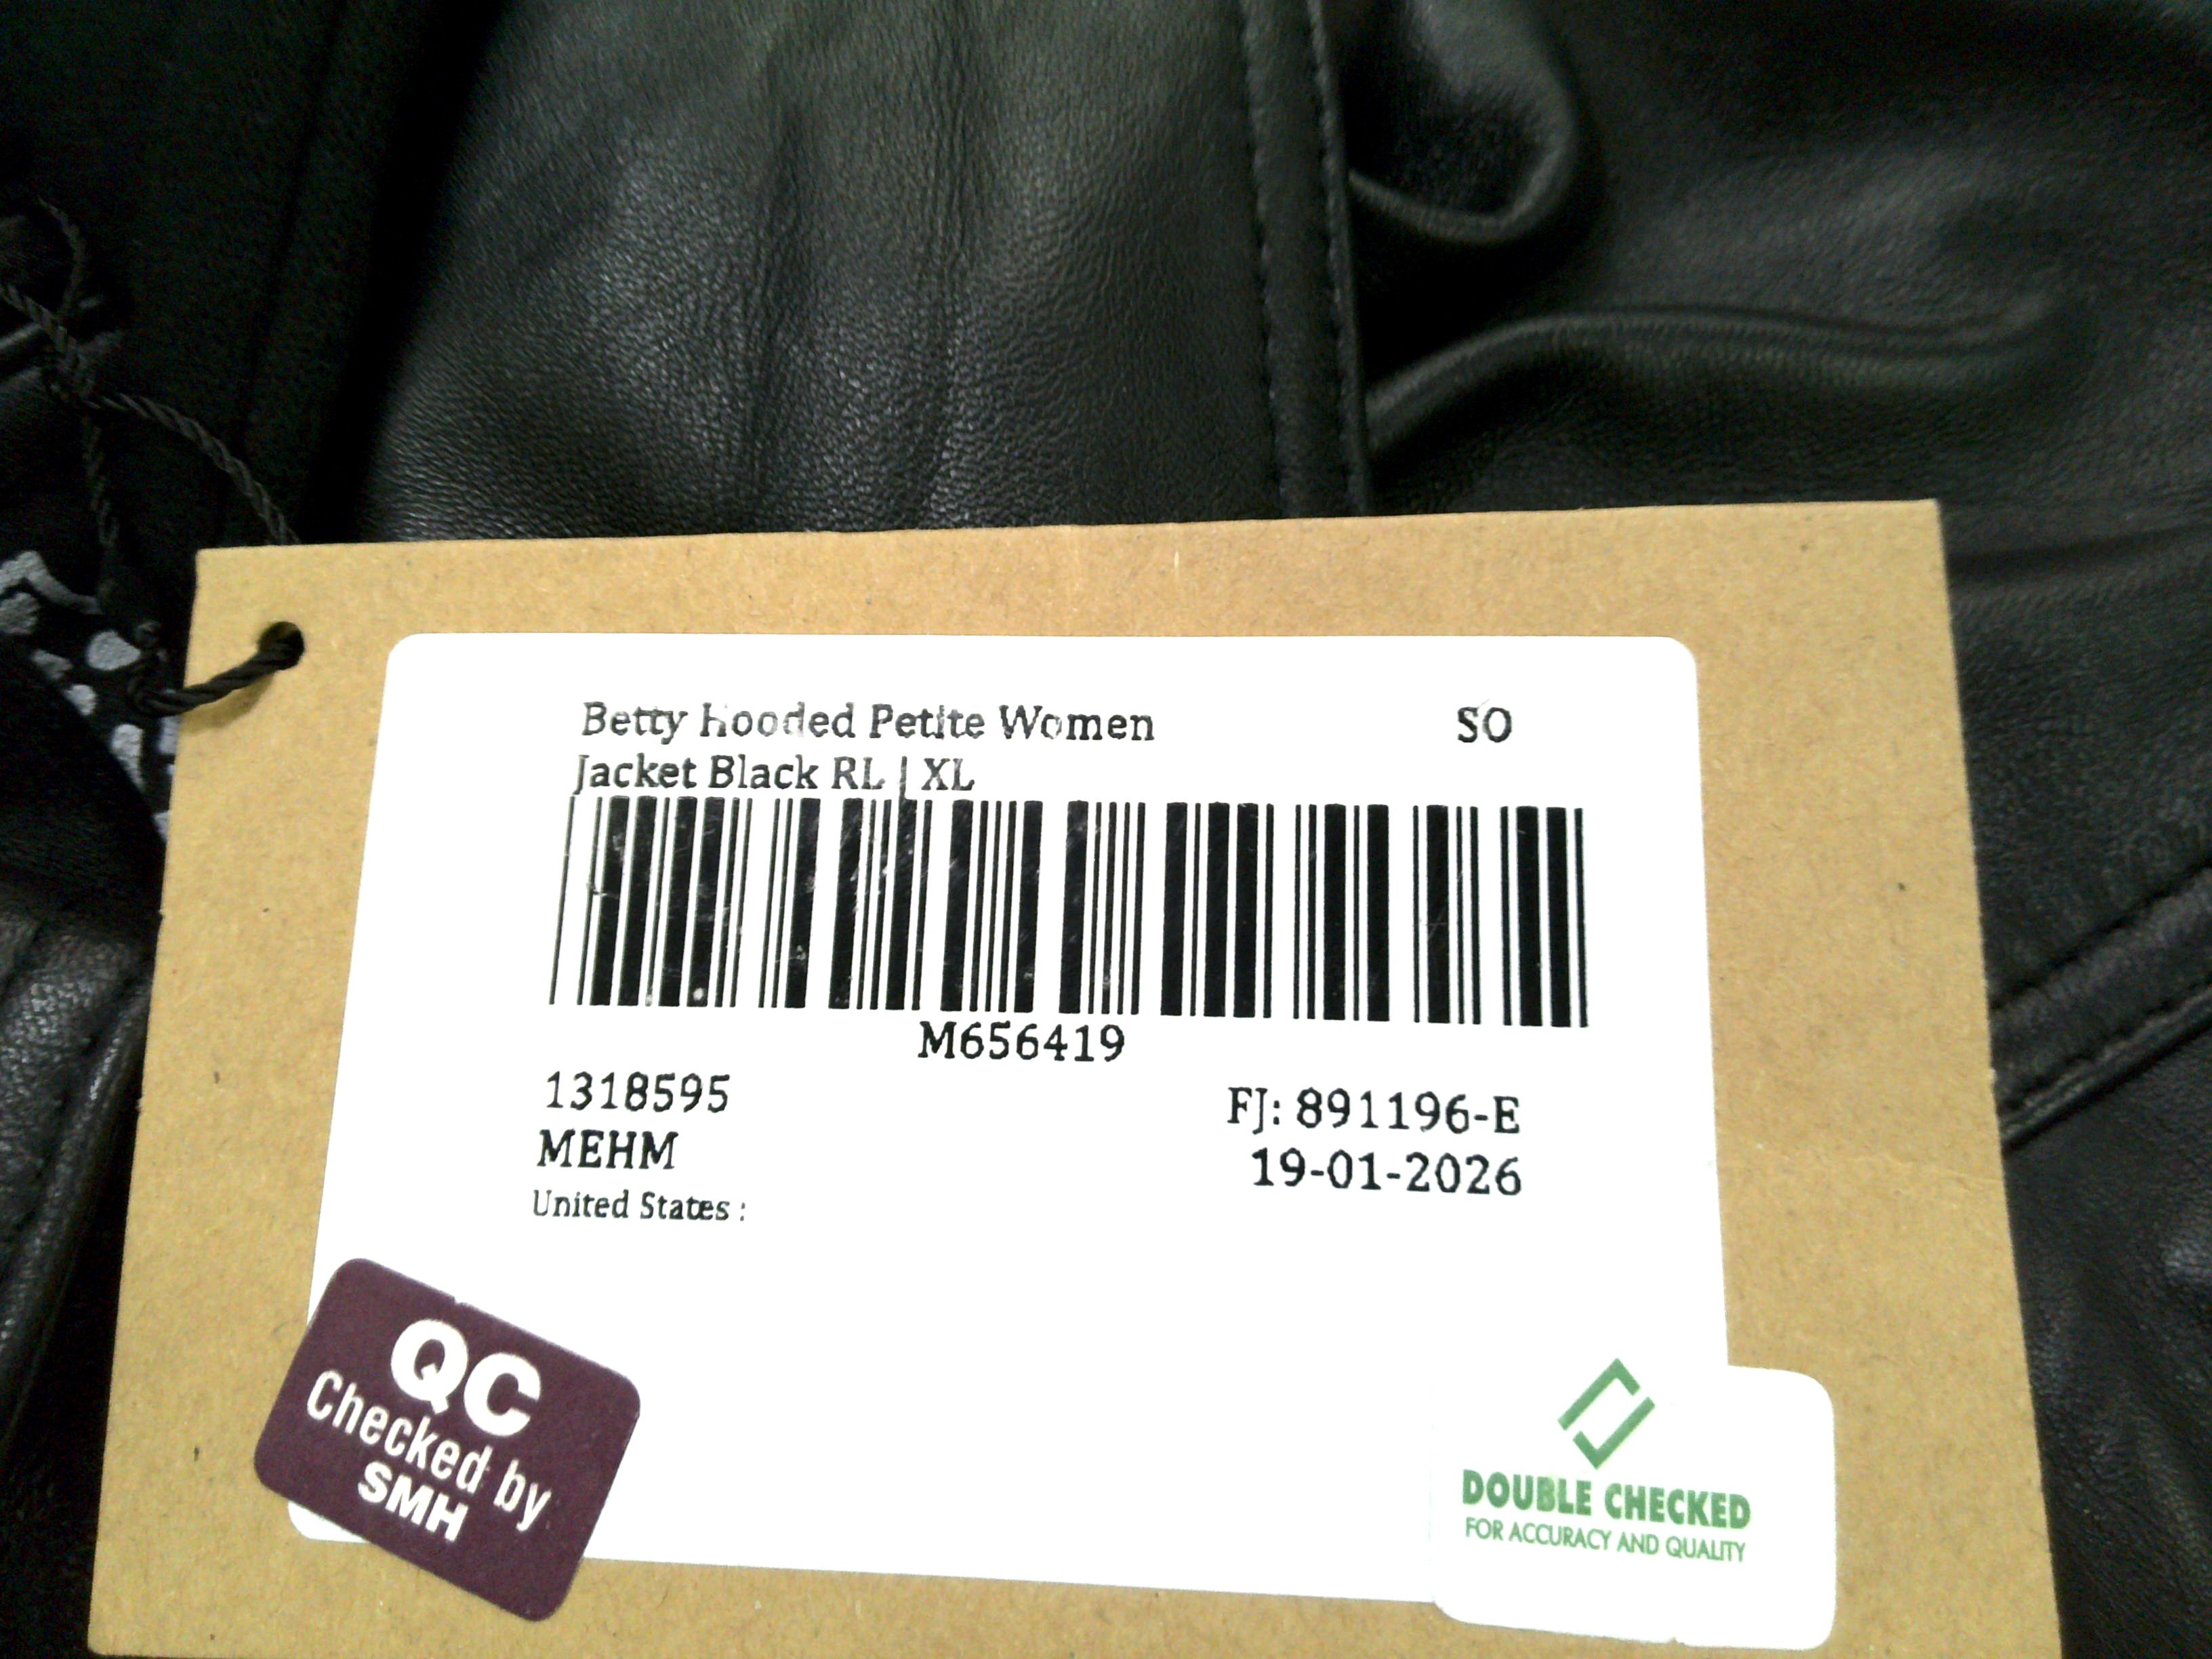 Betty Hooded Petite Women
SO
Jacket Black RL | XL
M656419
1318595
FJ: 891196-E
MEHM
19-01-2026
United States :
QC
Checked by
SMH
DOUBLE CHECKED
FOR ACCURACY AND QUALITY